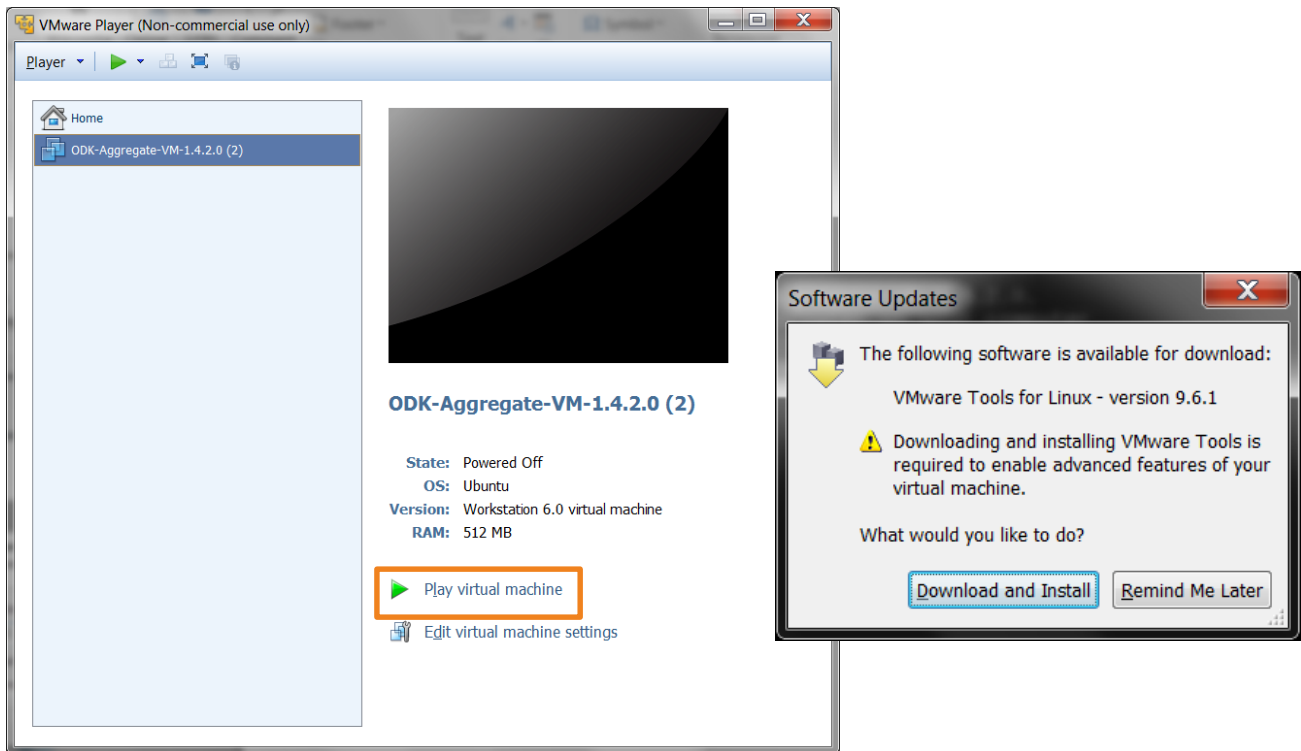 VMware Player (Non-commercial use only)
Player
Home
ODK-Aggregate-VM-1.4.2.0 (2)
ODK-Aggregate-VM-1.4.2.0 (2)
State: Powered Off
OS: Ubuntu
Version: Workstation 6.0 virtual machine
RAM: 512 MB
Play virtual machine
Edit virtual machine settings
Software Updates
The following software is available for download:
VMware Tools for Linux - version 9.6.1
Downloading and installing VMware Tools is
required to enable advanced features of your
virtual machine.
What would you like to do?
Download and Install
Remind Me Later